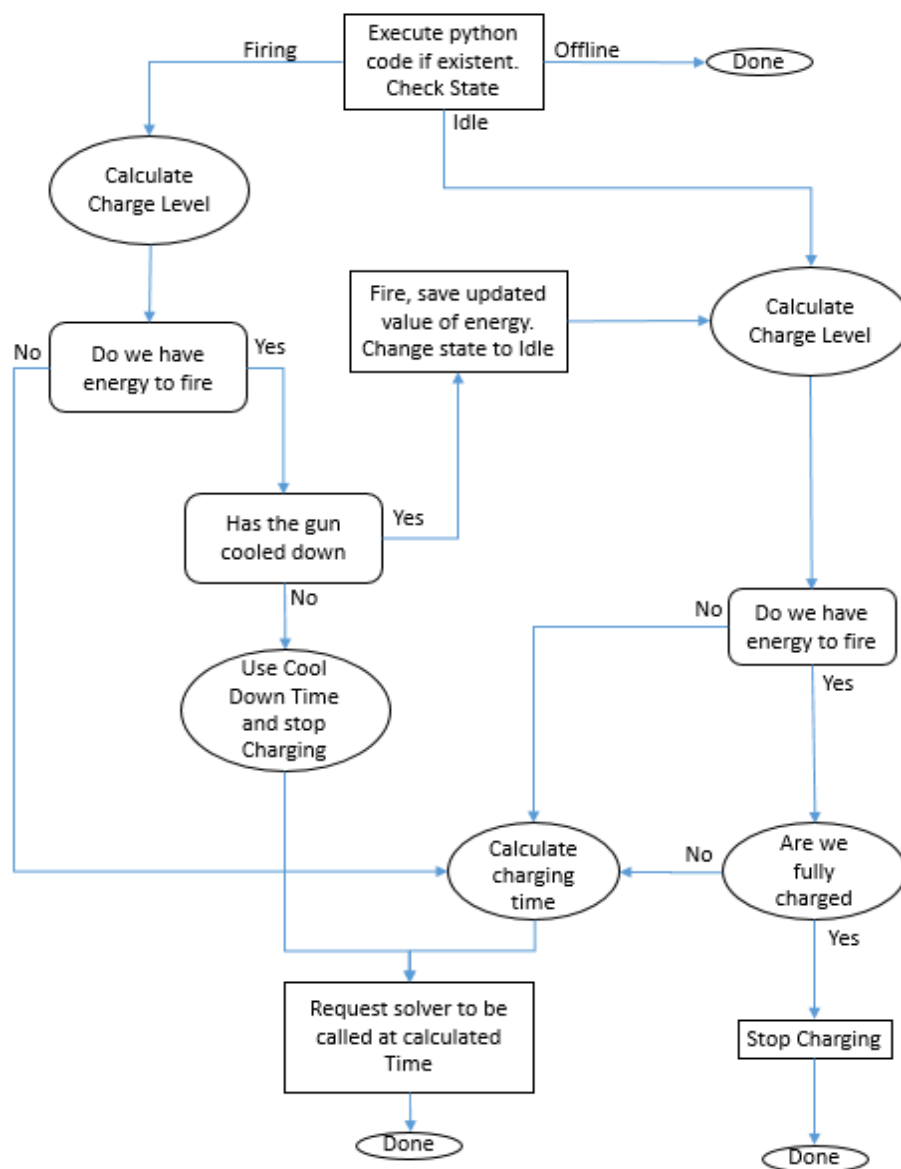 Execute python
code if existent.
Check State
Firing
Offline
Done
Idle
Calculate
Charge Level
Fire, save updated
value of energy.
Change state to Idle
Calculate
Charge Level
No
Do we have
energy to fire
Yes
Has the gun
cooled down
Yes
No
No
Do we have
energy to fire
Yes
Use Cool
Down Time
and stop
Charging
Calculate
charging
time
No
Are we
fully
charged
Yes
Request solver to be
called at calculated
Time
Stop Charging
Done
Done